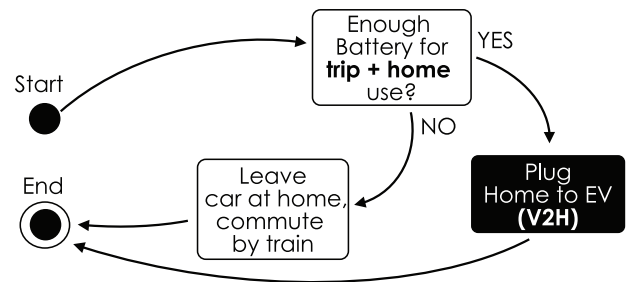 Start
Enough
Battery for
trip + home
use?
YES
NO
Leave
car at home,
commute
by train
Plug
Home to EV
(V2H)
End